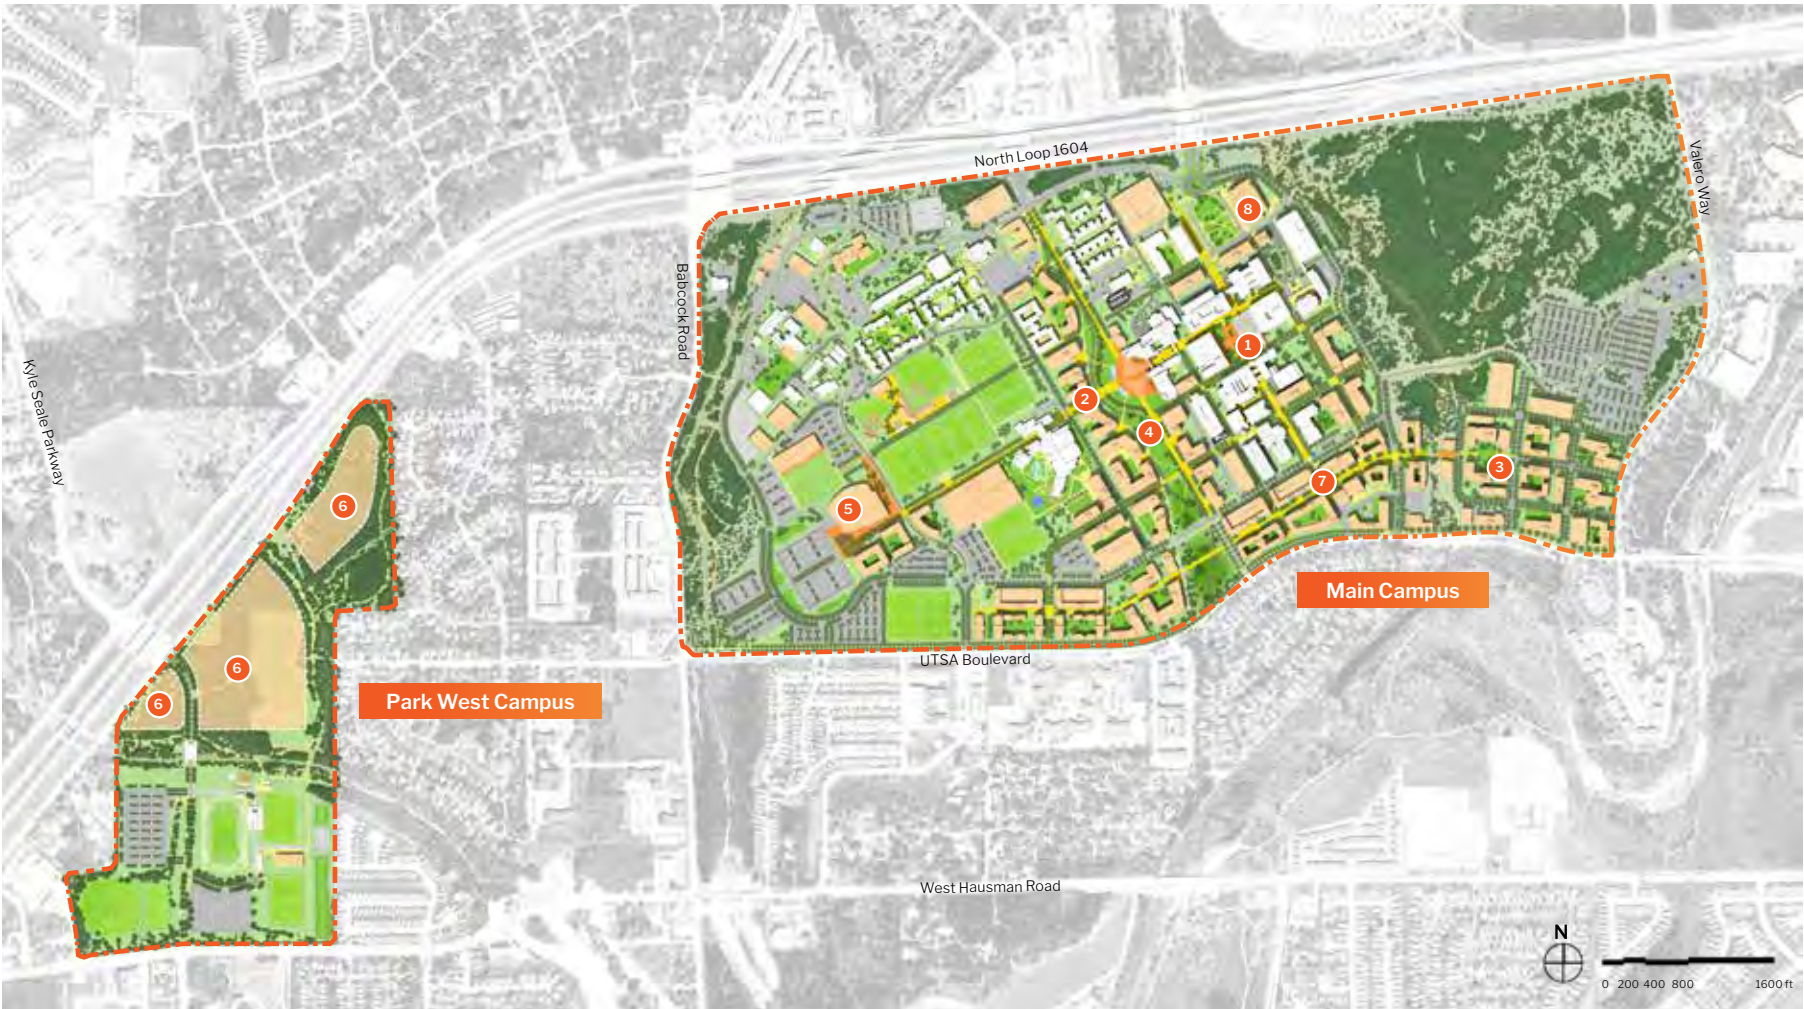 North Loop 1604
Valero Way
8
Babcock Road
1
Kyle Seale Parkway
2
4
3
7
6
5
Main Campus
UTSA Boulevard
6
Park West Campus
6
West Hausman Road
N
0 200 400 800 1600 ft